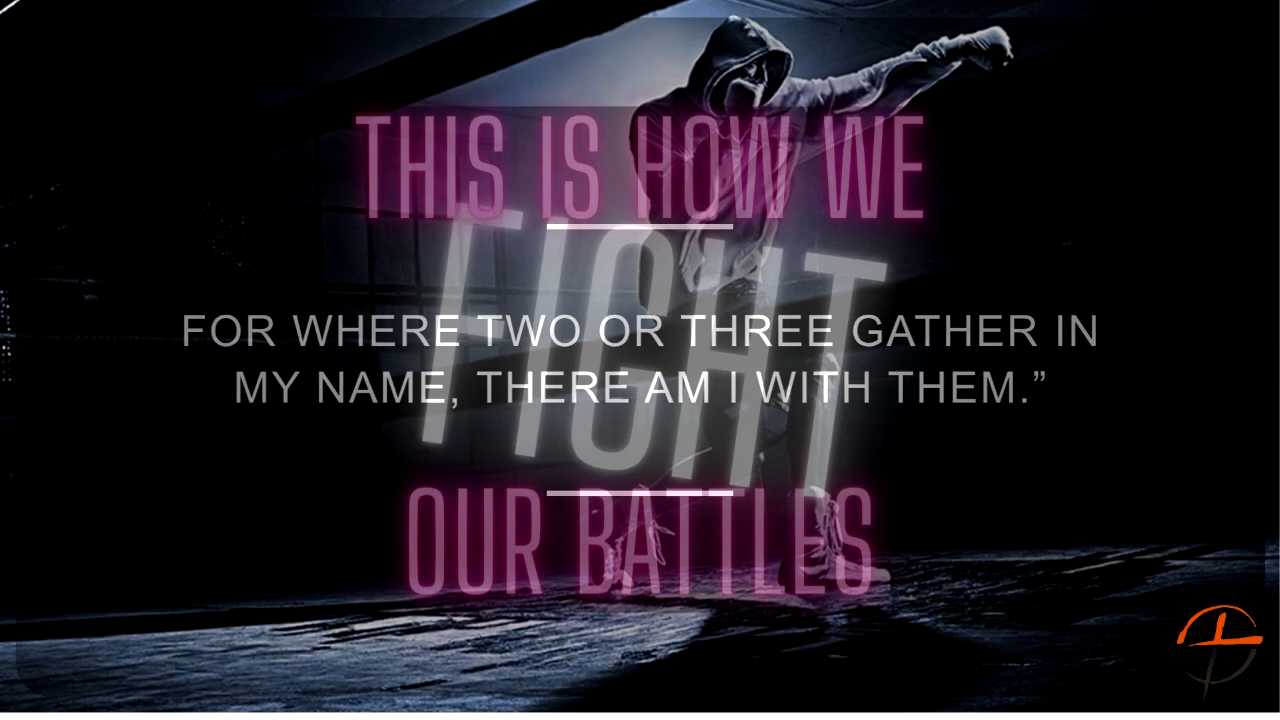 THIS IS HOW WE
FIGHT
FOR WHERE TWO OR THREE GATHER IN
MY NAME, THERE AM I WITH THEM.”
OUR BATTLES